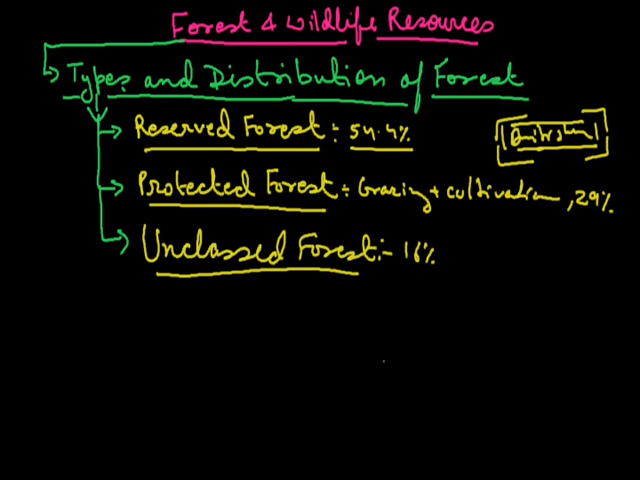 Forest & Wildlife Resources
Types and Distribution of Forest
Reserved Forest :- 54.4%
Protected Forest :- Grazing + cultivation, 29%
Unclassed Forest :- 16%